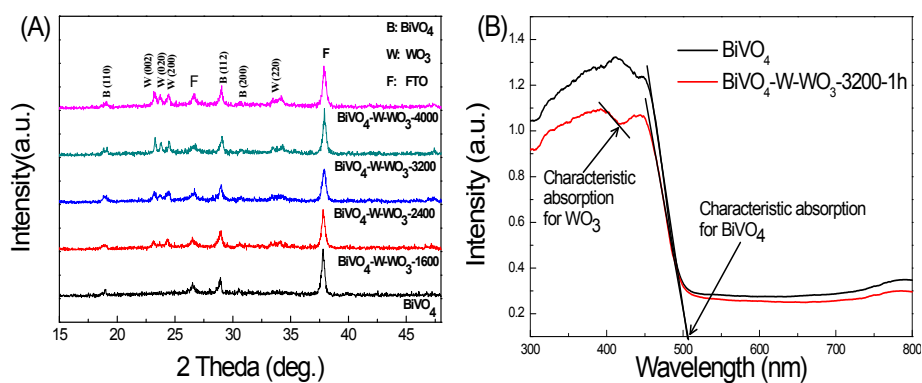 (A)
B: BiVO₄
W: WO₃
F: FTO
B (110)
W (002)
W (020)
W (200)
F
B (112)
B (200)
W (220)
F
BiVO₄-W-WO₃-4000
BiVO₄-W-WO₃-3200
BiVO₄-W-WO₃-2400
BiVO₄-W-WO₃-1600
BiVO₄
Intensity(a.u.)
15 20 25 30 35 40 45
2 Theda (deg.)
(B)
BiVO₄
BiVO₄-W-WO₃-3200-1h
1.4
1.2
1.0
0.8
0.6
0.4
0.2
Intensity (a.u.)
Characteristic
absorption
for WO₃
Characteristic absorption
for BiVO₄
300 400 500 600 700 800
Wavelength (nm)